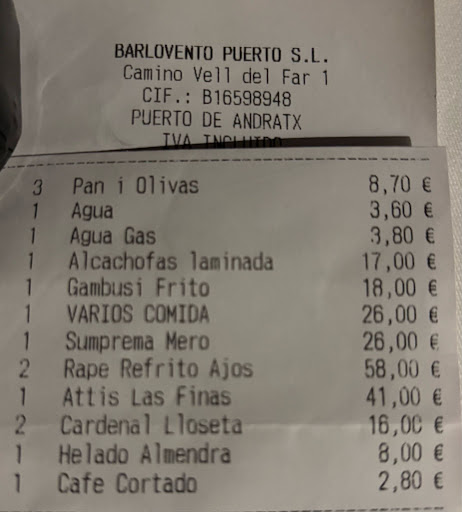 BARLOVENTO PUERTO S.L.
Camino Vell del Far 1
CIF.: B16598948
PUERTO DE ANDRATX
IVA INCLUIDO
3 Pan i Olivas 8,70 €
1 Agua 3,60 €
1 Agua Gas 3,80 €
1 Alcachofas laminada 17,00 €
1 Gambusi Frito 18,00 €
1 VARIOS COMIDA 26,00 €
1 Sumprema Mero 26,00 €
2 Rape Refrito Ajos 58,00 €
1 Attis Las Finas 41,00 €
2 Cardenal Lloseta 16,00 €
1 Helado Almendra 8,00 €
1 Cafe Cortado 2,80 €